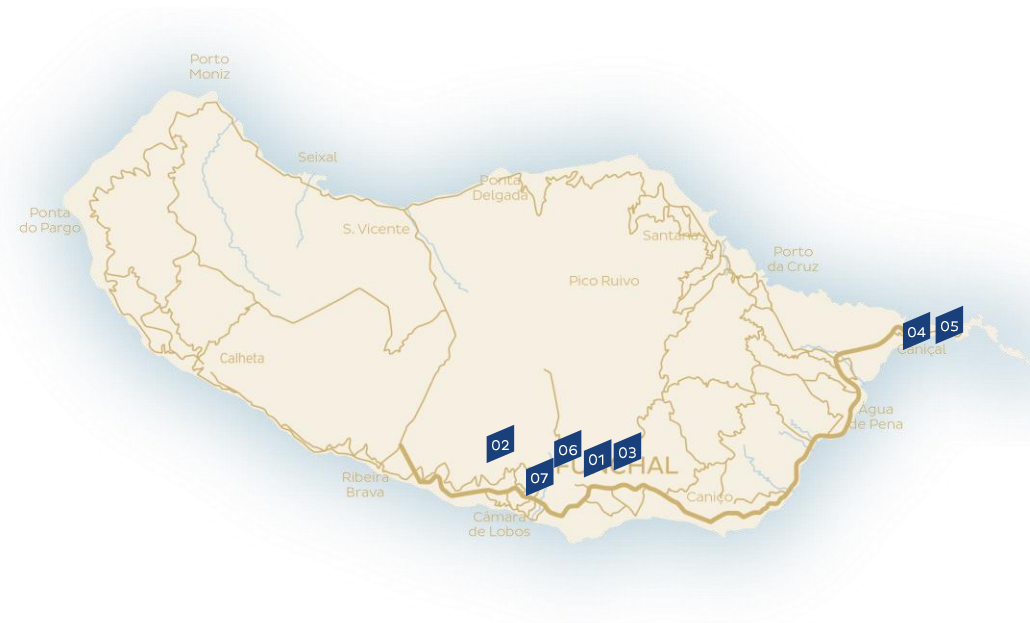 Porto
Moniz
Seixal
Ponta
Delgada
Ponta
do Pargo
S. Vicente
Santana
Porto
da Cruz
Pico Ruivo
04
05
Caniçal
Calheta
Água
de Pena
02
06
01
03
FUNCHAL
07
Ribeira
Brava
Caniço
Câmara
de Lobos